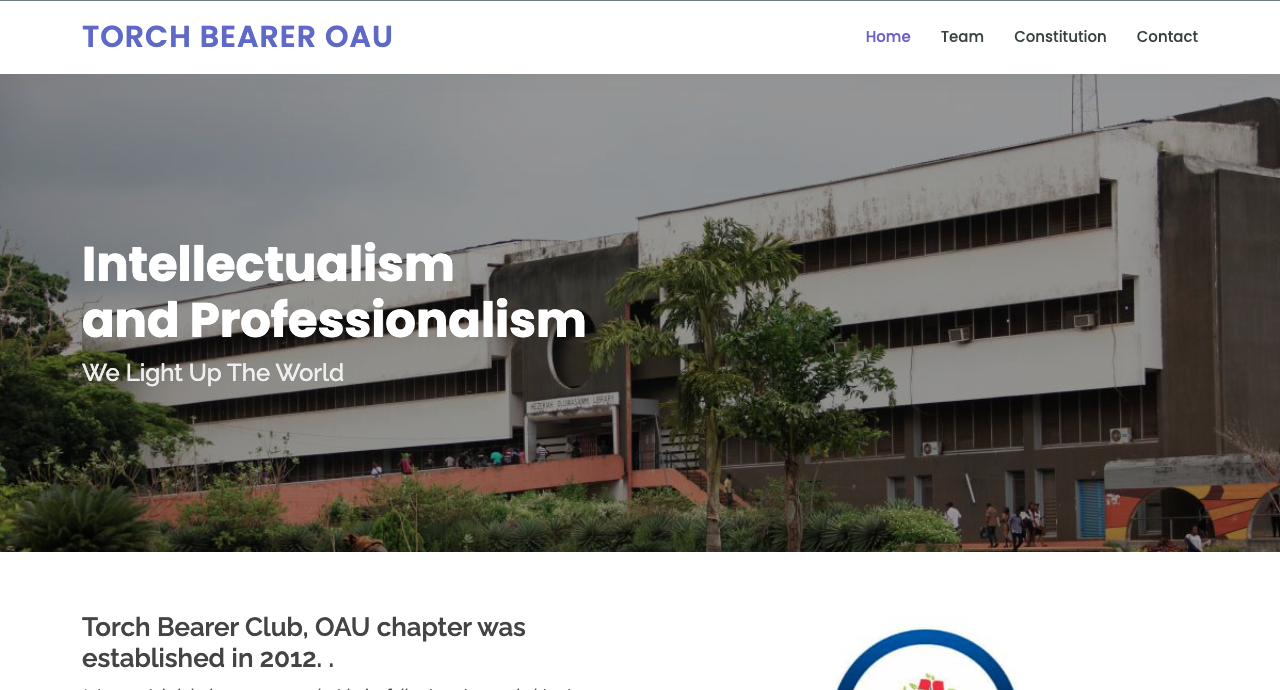 TORCH BEARER OAU
Home Team Constitution Contact
Intellectualism
and Professionalism
We Light Up The World
HEZEKIAH OLUWASANMI LIBRARY
Torch Bearer Club, OAU chapter was
established in 2012. .